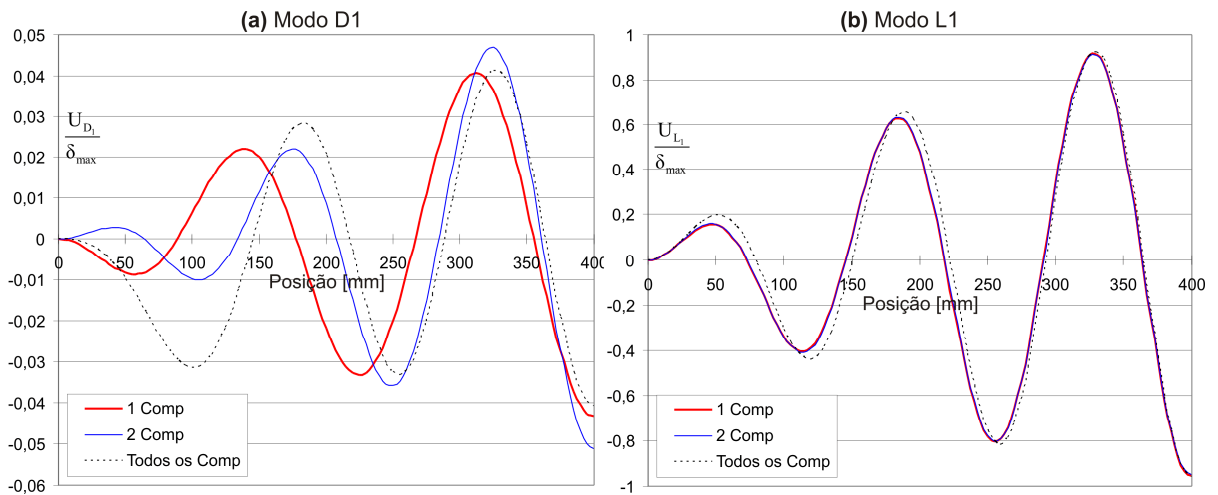 (a) Modo D1
0,05
0,04
0,03
0,02
0,01
0
-0,01
-0,02
-0,03
-0,04
-0,05
-0,06
U_D1
δmax
0 50 100 150 200 250 300 350 400
Posição [mm]
1 Comp
2 Comp
Todos os Comp
(b) Modo L1
1
0,8
0,6
0,4
0,2
0
-0,2
-0,4
-0,6
-0,8
-1
U_L1
δmax
0 50 100 150 200 250 300 350 400
Posição [mm]
1 Comp
2 Comp
Todos os Comp